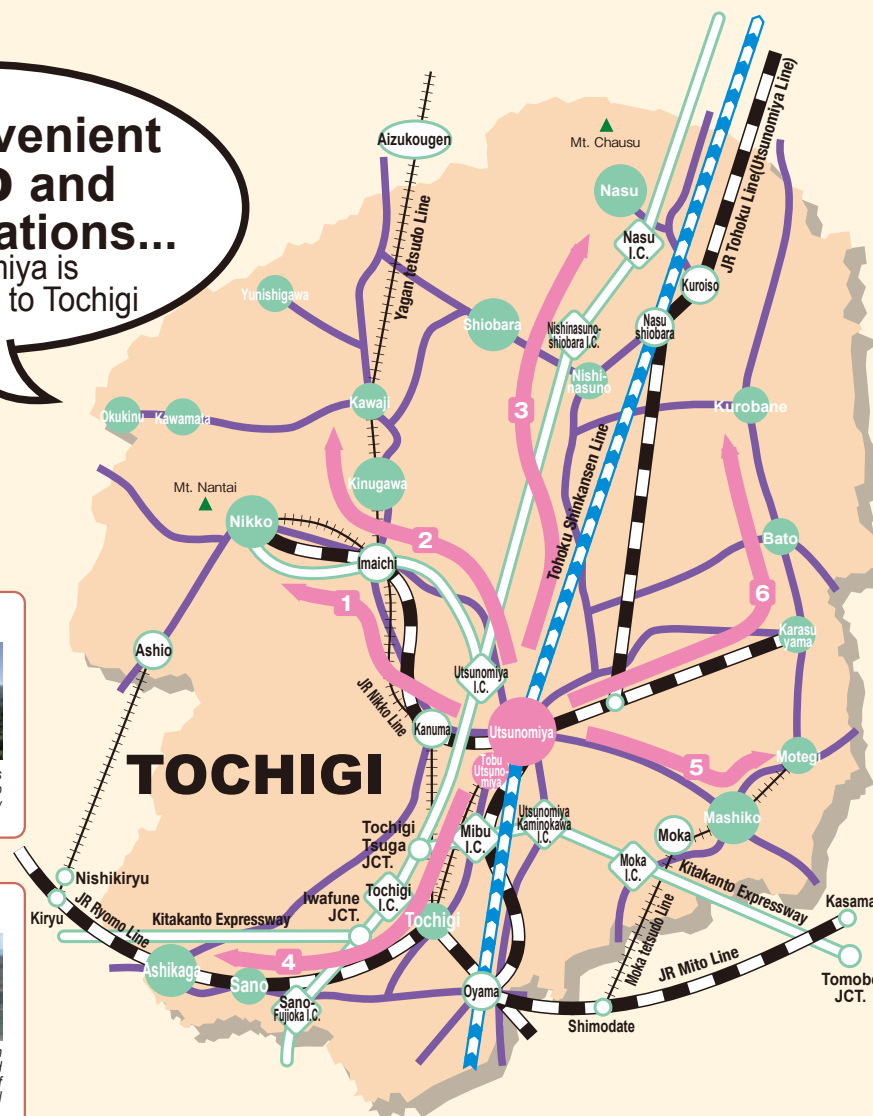 venient
and
ations...
niya is
to Tochigi
Aizukougen
Mt. Chausu
Nasu
Nasu
I.C.
JR Tohoku Line(Utsunomiya Line)
Kuroiso
Yagan tetsudo Line
Yunishigawa
Shiobara
Nishinasuno-
shiobara I.C.
Nasu
shiobara
Nishi-
nasuno
Kawaji
Okukinu
Kawamata
3
Kurobane
Mt. Nantai
Kinugawa
Nikko
2
Tohoku Shinkansen Line
Bato
Imaichi
1
6
Ashio
Karasu
yama
Utsunomiya
I.C.
JR Nikko Line
Kanuma
Utsunomiya
TOCHIGI
Tobu
Utsuno-
miya
5
Motegi
Mashiko
Tochigi
Tsuga
JCT.
Mibu
I.C.
Utsunomiya
Kaminokawa
I.C.
Moka
Moka
I.C.
Nishikiryu
Kiryu
JR Ryomo Line
Iwafune
JCT.
Tochigi
I.C.
Kitakanto Expressway
Kitakanto Expressway
Kasama
Tochigi
4
Ashikaga
Sano
Sano-
Fujioka I.C.
Oyama
Moka tetsudo Line
JR Mito Line
Tomobe
JCT.
Shimodate